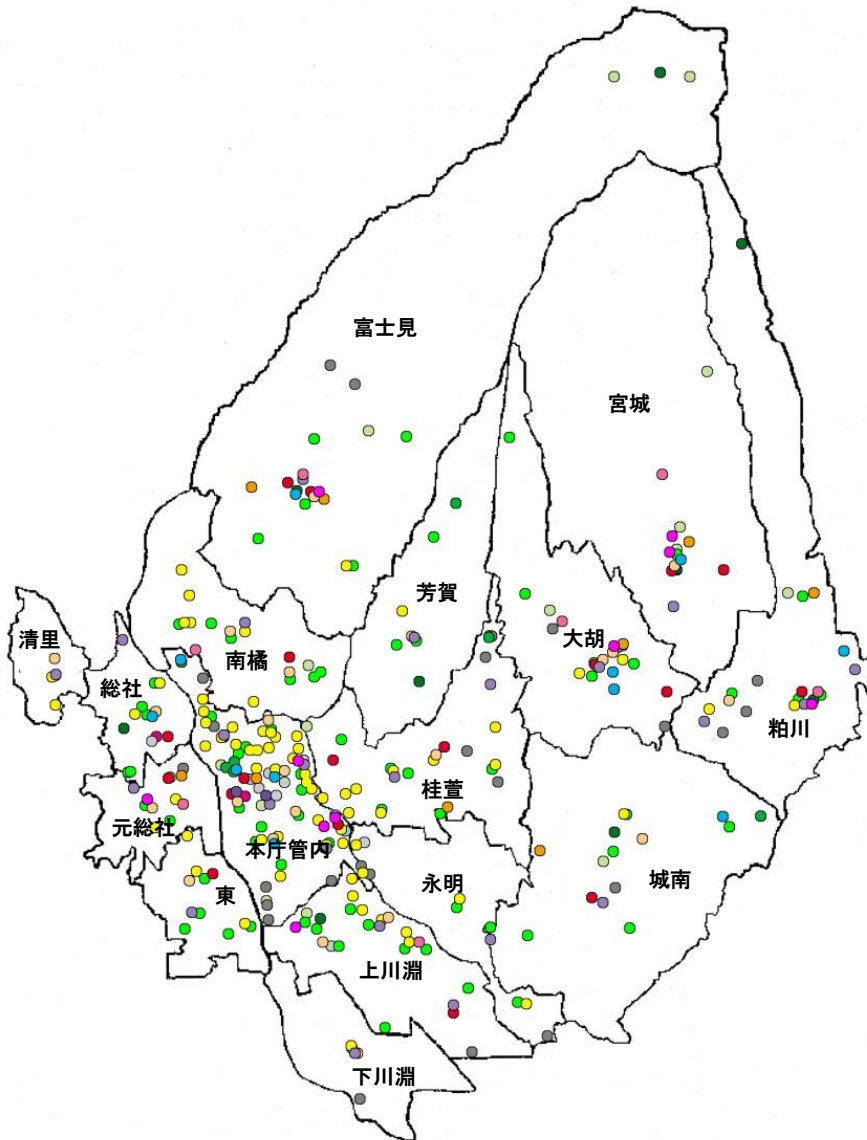 富士見
宮城
芳賀
清里
南橘
大胡
総社
粕川
桂萱
元総社
本庁管内
永明
城南
東
上川淵
下川淵